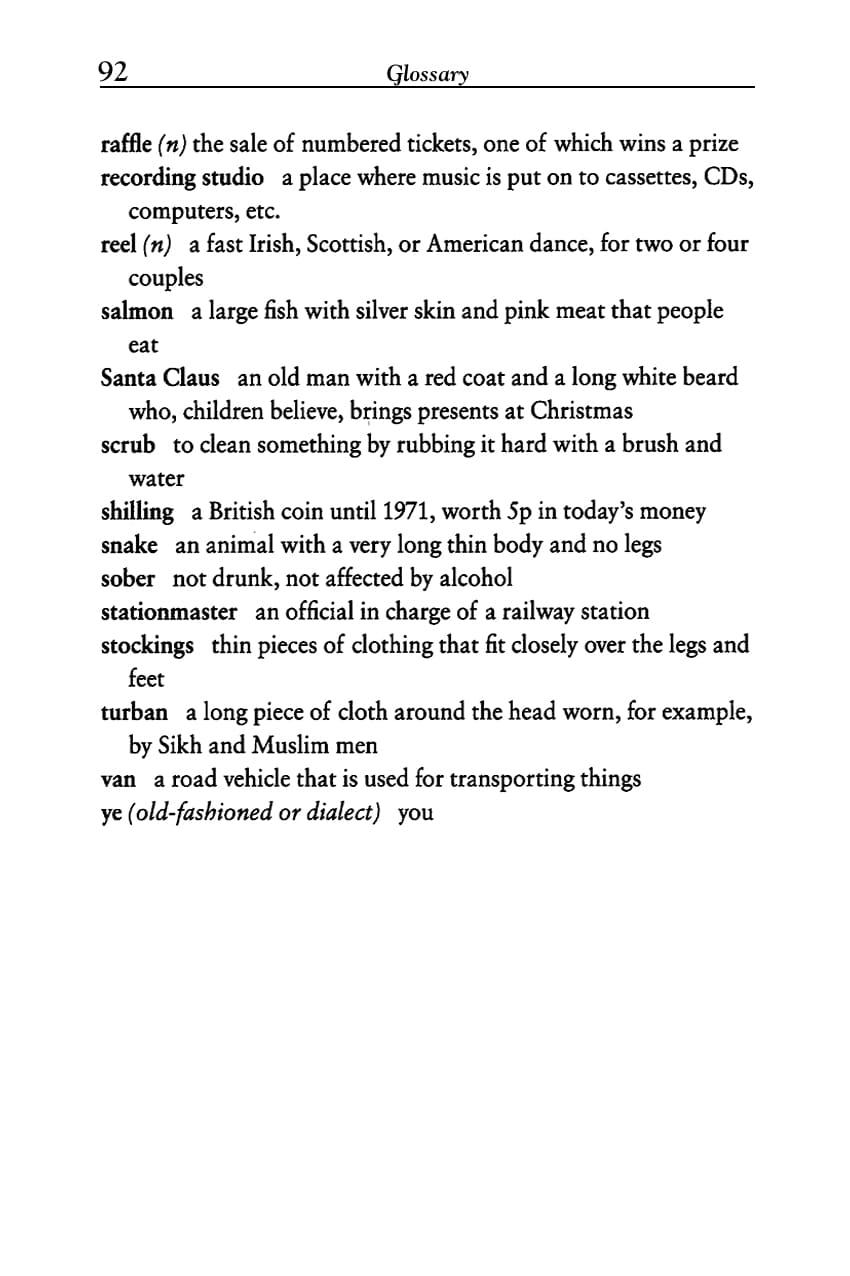 92
Glossary
raffle (n) the sale of numbered tickets, one of which wins a prize
recording studio a place where music is put on to cassettes, CDs,
computers, etc.
reel (n) a fast Irish, Scottish, or American dance, for two or four
couples
salmon a large fish with silver skin and pink meat that people
eat
Santa Claus an old man with a red coat and a long white beard
who, children believe, brings presents at Christmas
scrub to clean something by rubbing it hard with a brush and
water
shilling a British coin until 1971, worth 5p in today's money
snake an animal with a very long thin body and no legs
sober not drunk, not affected by alcohol
stationmaster an official in charge of a railway station
stockings thin pieces of clothing that fit closely over the legs and
feet
turban a long piece of cloth around the head worn, for example,
by Sikh and Muslim men
van a road vehicle that is used for transporting things
ye (old-fashioned or dialect) you